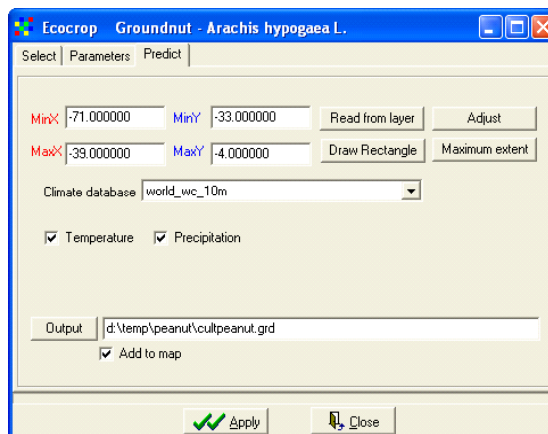 Ecocrop Groundnut - Arachis hypogaea L.
Select Parameters Predict
MinX -71.000000 MinY -33.000000 Read from layer Adjust
MaxX -39.000000 MaxY -4.000000 Draw Rectangle Maximum extent
Climate database world_wc_10m
Temperature Precipitation
Output d:\temp\peanut\cultpeanut.grd
Add to map
Apply Close